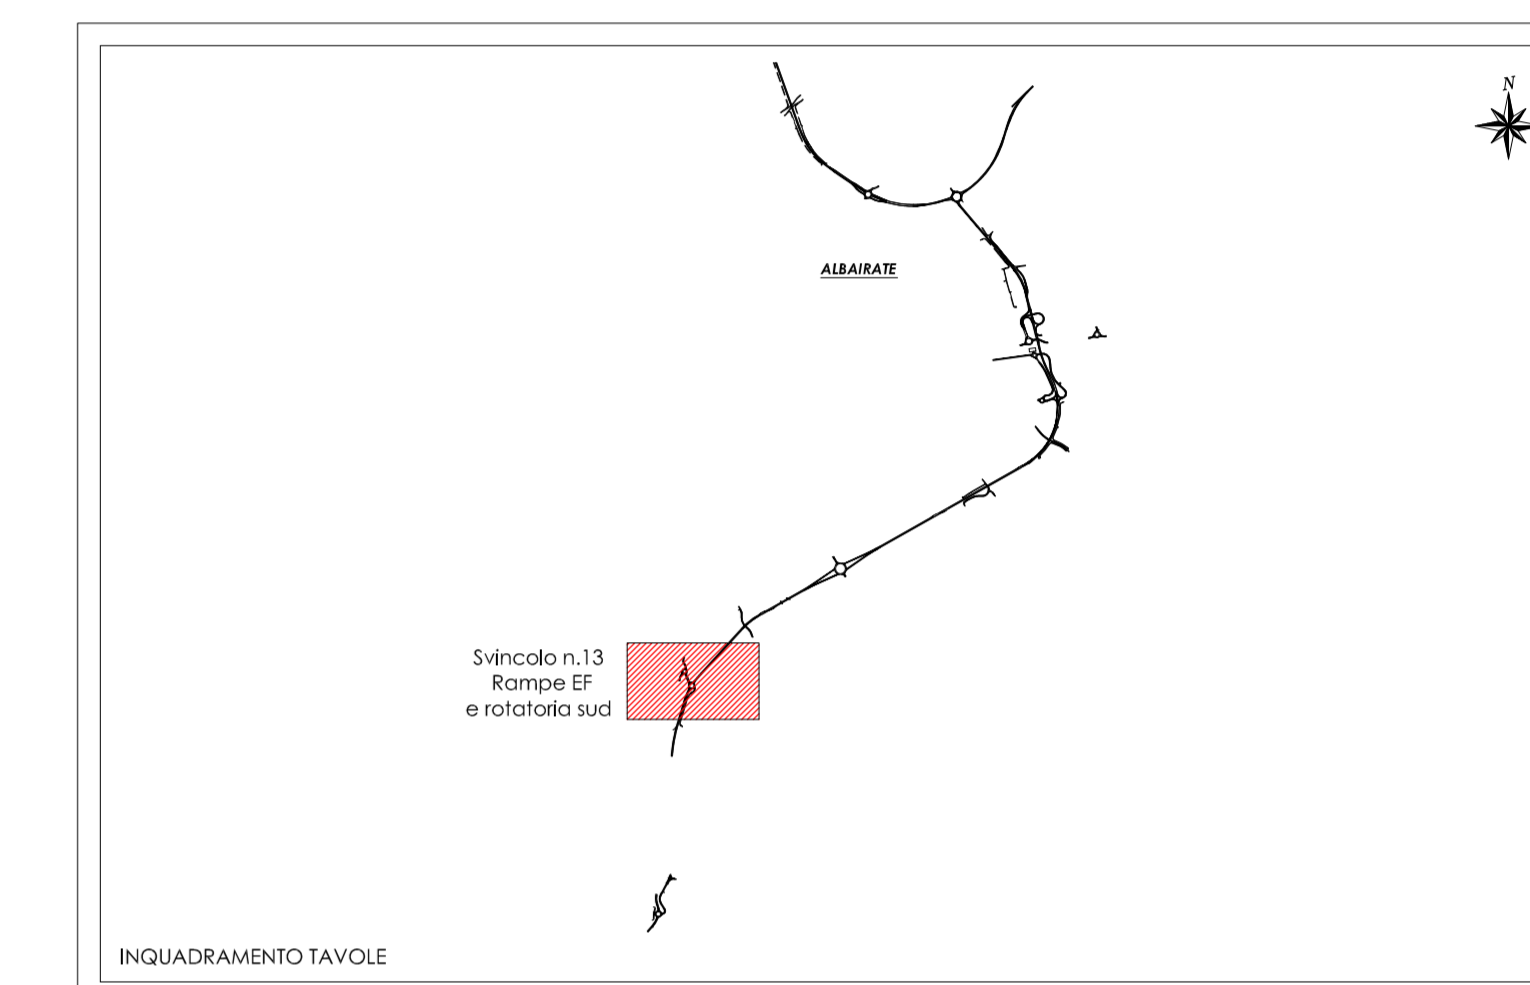 N
ALBAIRATE
Svincolo n.13
Rampe EF
e rotatoria sud
INQUADRAMENTO TAVOLE